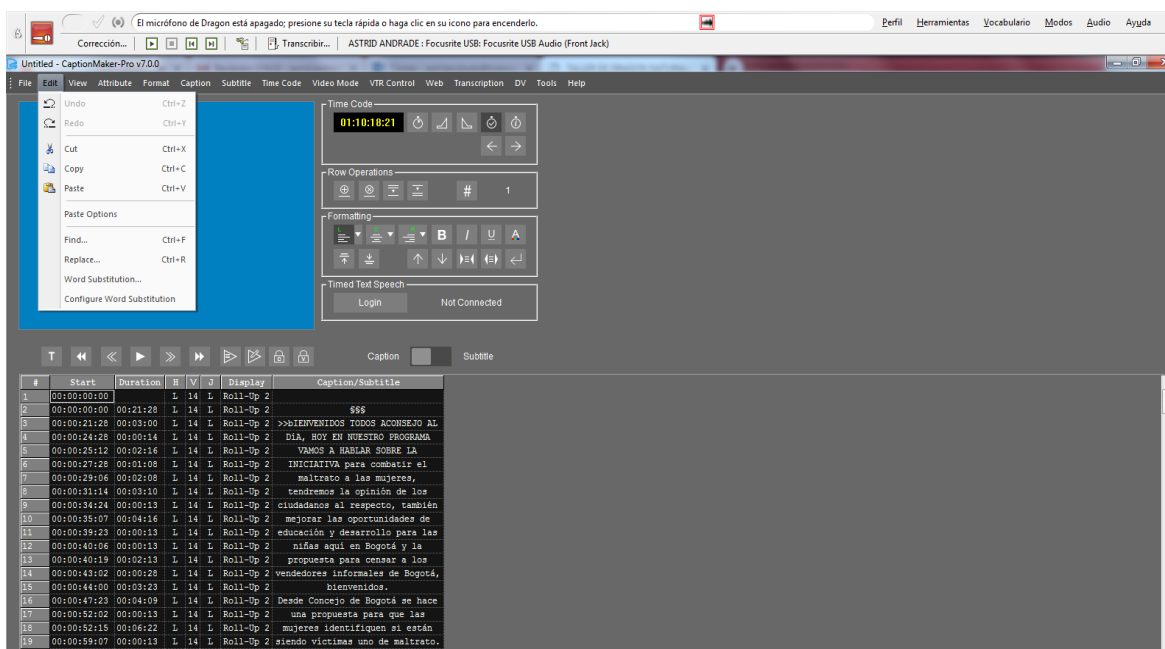 El micrófono de Dragon está apagado; presione su tecla rápida o haga clic en su icono para encenderlo.
Perfil Herramientas Vocabulario Modos Audio Ayuda
Corrección... Transcribir... ASTRID ANDRADE : Focusrite USB: Focusrite USB Audio (Front Jack)
Untitled - CaptionMaker-Pro v7.0.0
File Edit View Attribute Format Caption Subtitle Time Code Video Mode VTR Control Web Transcription DV Tools Help
Undo Ctrl+Z
Redo Ctrl+Y
Cut Ctrl+X
Copy Ctrl+C
Paste Ctrl+V
Paste Options
Find... Ctrl+F
Replace... Ctrl+R
Word Substitution...
Configure Word Substitution
Time Code
01:10:18:21
Row Operations
# 1
Formatting
B I U A
Timed Text Speech
Login Not Connected
T Caption Subtitle
# Start Duration H V J Display Caption/Subtitle
1 00:00:00:00 L 14 L Roll-Up 2
2 00:00:00:00 00:21:28 L 14 L Roll-Up 2 §§§
3 00:00:21:28 00:03:00 L 14 L Roll-Up 2 >>bIENVENIDOS TODOS ACONSEJO AL
4 00:00:24:28 00:00:14 L 14 L Roll-Up 2 DíA, HOY EN NUESTRO PROGRAMA
5 00:00:25:12 00:02:16 L 14 L Roll-Up 2 VAMOS A HABLAR SOBRE LA
6 00:00:27:28 00:01:08 L 14 L Roll-Up 2 INICIATIVA para combatir el
7 00:00:29:06 00:02:08 L 14 L Roll-Up 2 maltrato a las mujeres,
8 00:00:31:14 00:03:10 L 14 L Roll-Up 2 tendremos la opinión de los
9 00:00:34:24 00:00:13 L 14 L Roll-Up 2 ciudadanos al respecto, también
10 00:00:35:07 00:04:16 L 14 L Roll-Up 2 mejorar las oportunidades de
11 00:00:39:23 00:00:13 L 14 L Roll-Up 2 educación y desarrollo para las
12 00:00:40:06 00:00:13 L 14 L Roll-Up 2 niñas aquí en Bogotá y la
13 00:00:40:19 00:02:13 L 14 L Roll-Up 2 propuesta para censar a los
14 00:00:43:02 00:00:28 L 14 L Roll-Up 2 vendedores informales de Bogotá,
15 00:00:44:00 00:03:23 L 14 L Roll-Up 2 bienvenidos.
16 00:00:47:23 00:04:09 L 14 L Roll-Up 2 Desde Concejo de Bogotá se hace
17 00:00:52:02 00:00:13 L 14 L Roll-Up 2 una propuesta para que las
18 00:00:52:15 00:06:22 L 14 L Roll-Up 2 mujeres identifiquen si están
19 00:00:59:07 00:00:13 L 14 L Roll-Up 2 siendo víctimas uno de maltrato.